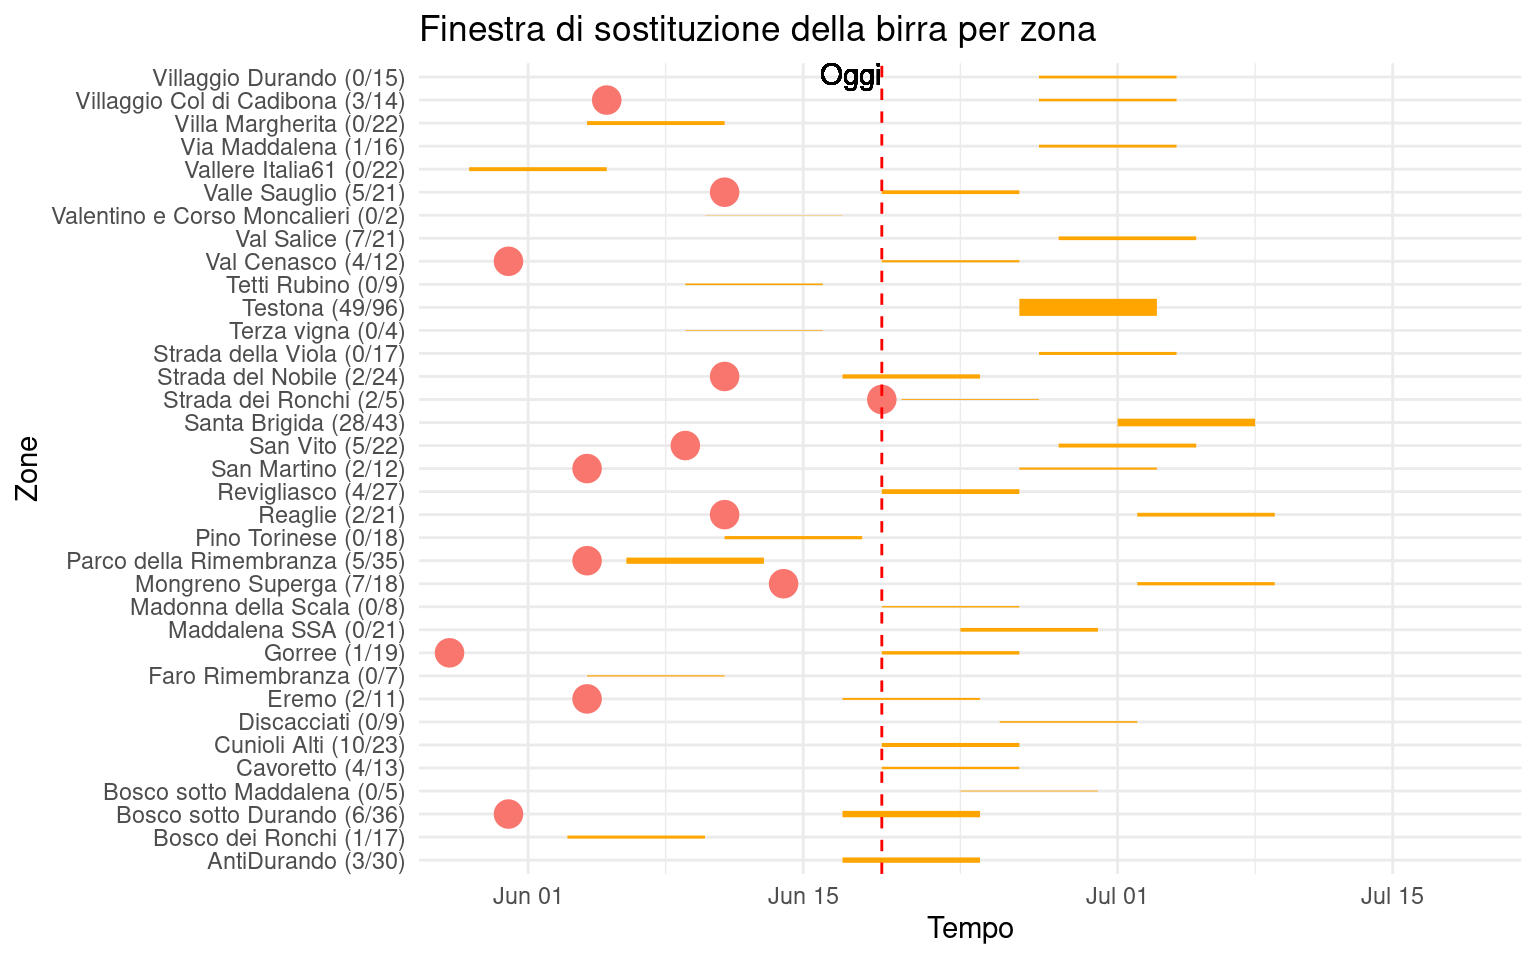 Finestra di sostituzione della birra per zona
Oggi
Villaggio Durando (0/15)
Villaggio Col di Cadibona (3/14)
Villa Margherita (0/22)
Via Maddalena (1/16)
Vallere Italia61 (0/22)
Valle Sauglio (5/21)
Valentino e Corso Moncalieri (0/2)
Val Salice (7/21)
Val Cenasco (4/12)
Tetti Rubino (0/9)
Testona (49/96)
Terza vigna (0/4)
Strada della Viola (0/17)
Strada del Nobile (2/24)
Strada dei Ronchi (2/5)
Santa Brigida (28/43)
San Vito (5/22)
San Martino (2/12)
Revigliasco (4/27)
Reaglie (2/21)
Pino Torinese (0/18)
Parco della Rimembranza (5/35)
Mongreno Superga (7/18)
Madonna della Scala (0/8)
Maddalena SSA (0/21)
Gorree (1/19)
Faro Rimembranza (0/7)
Eremo (2/11)
Discacciati (0/9)
Cunioli Alti (10/23)
Cavoretto (4/13)
Bosco sotto Maddalena (0/5)
Bosco sotto Durando (6/36)
Bosco dei Ronchi (1/17)
AntiDurando (3/30)
Zone
Jun 01
Jun 15
Jul 01
Jul 15
Tempo